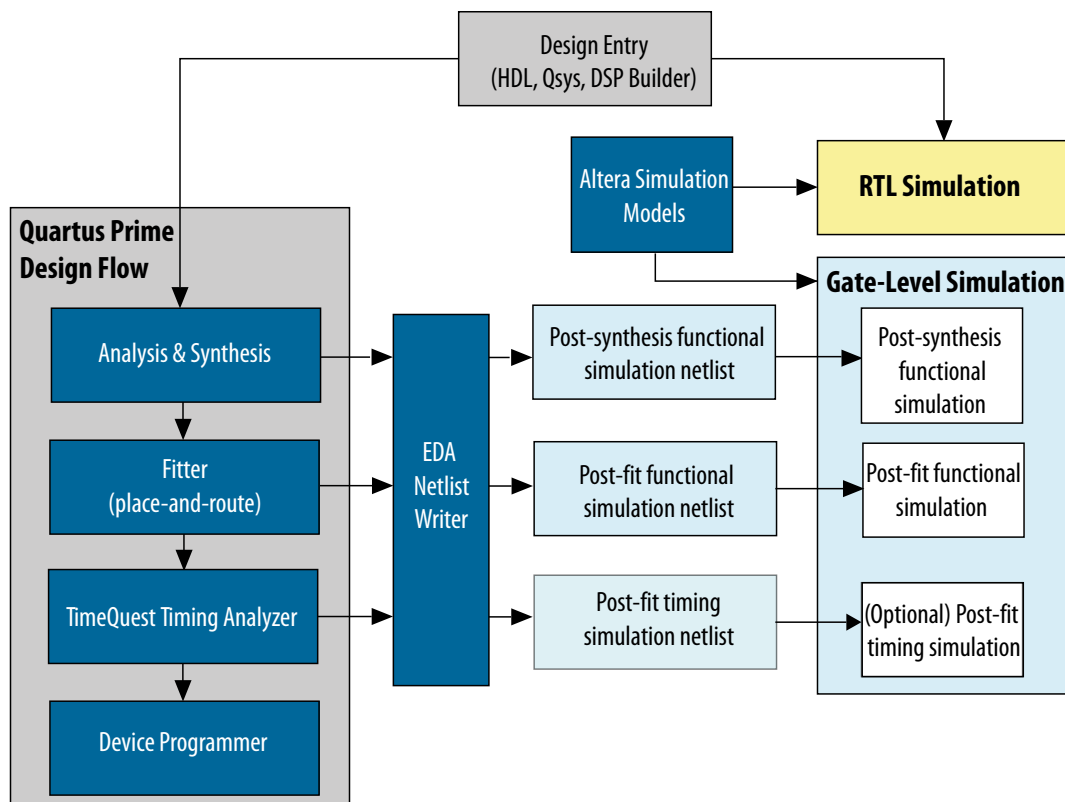 Design Entry
(HDL, Qsys, DSP Builder)
Altera Simulation
Models
RTL Simulation
Quartus Prime
Design Flow
Gate-Level Simulation
Analysis & Synthesis
Post-synthesis functional
simulation netlist
Post-synthesis
functional
simulation
Fitter
(place-and-route)
EDA
Netlist
Writer
Post-fit functional
simulation netlist
Post-fit functional
simulation
TimeQuest Timing Analyzer
Post-fit timing
simulation netlist
(Optional) Post-fit
timing simulation
Device Programmer